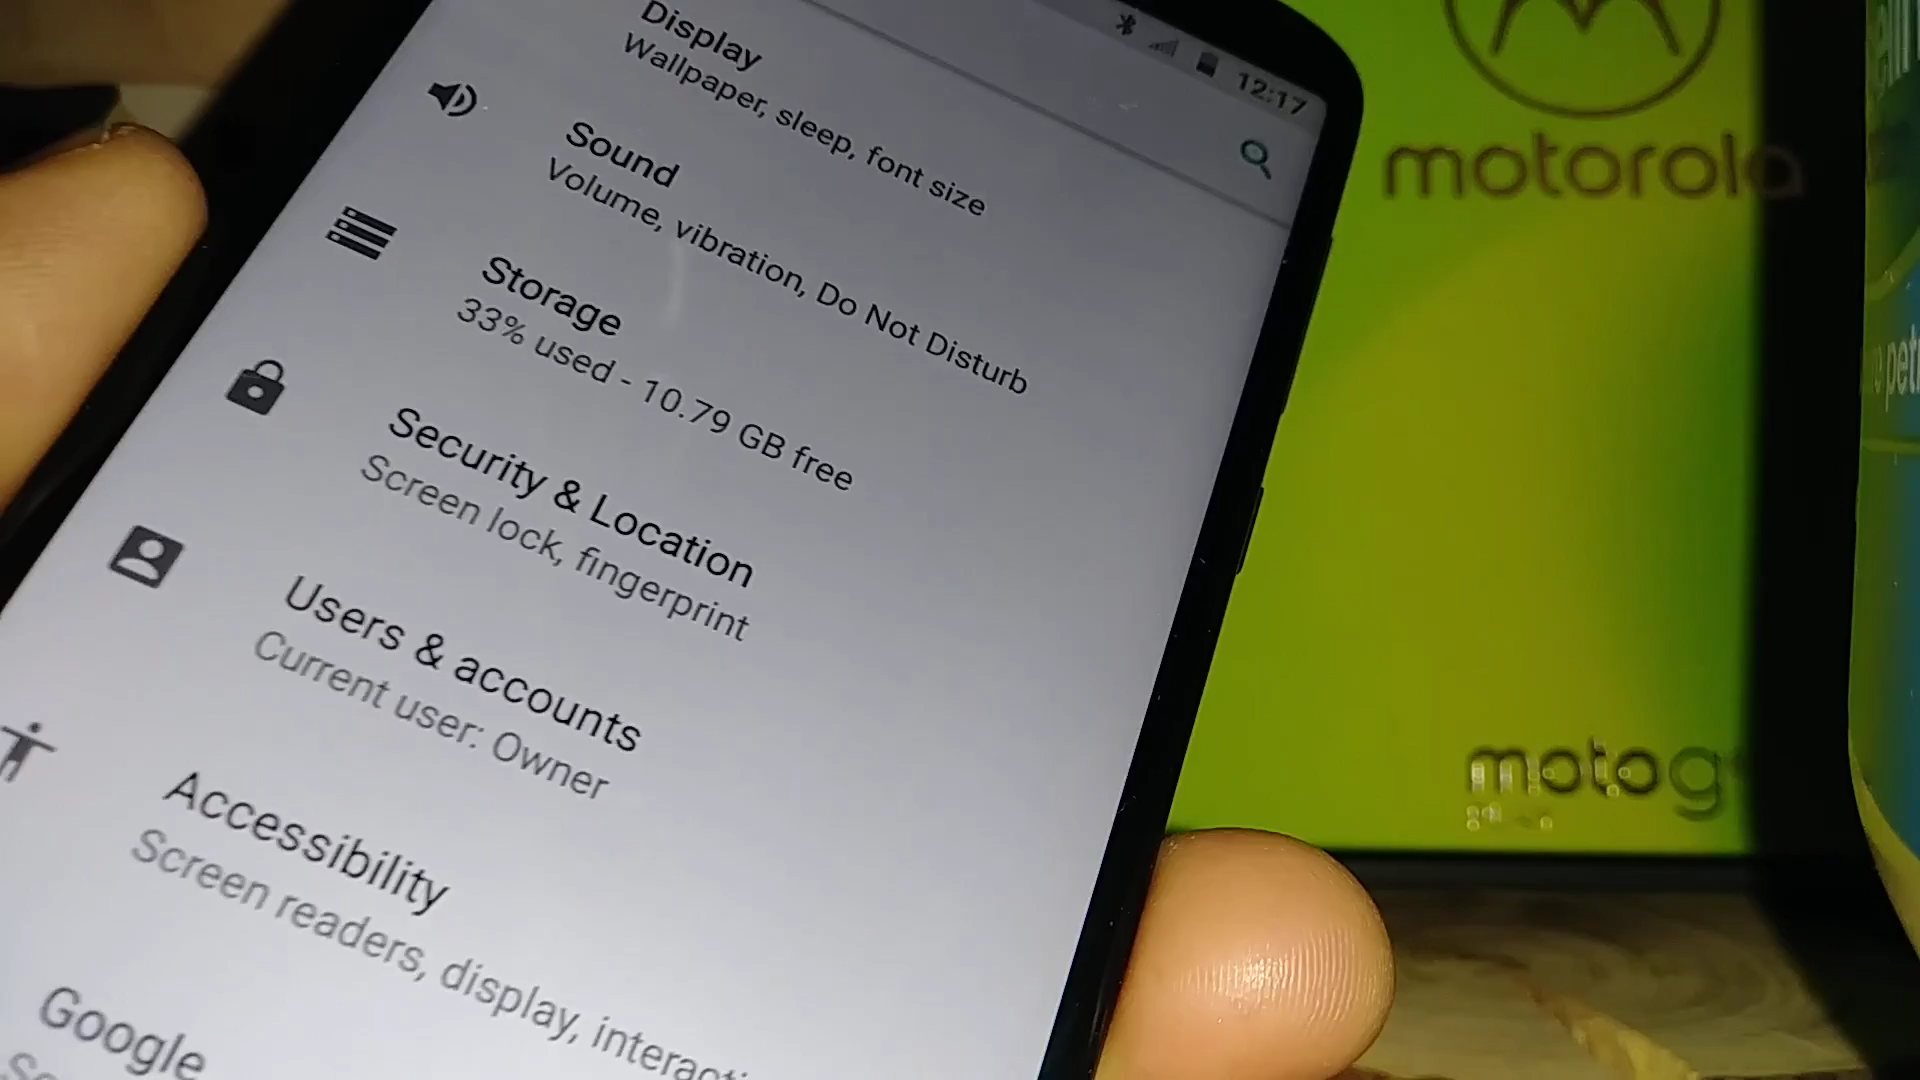 12:17
Display
Wallpaper, sleep, font size
Sound
Volume, vibration, Do Not Disturb
Storage
33% used - 10.79 GB free
Security & Location
Screen lock, fingerprint
Users & accounts
Current user: Owner
Accessibility
Screen readers, display, interacti
Google
motorola
moto g